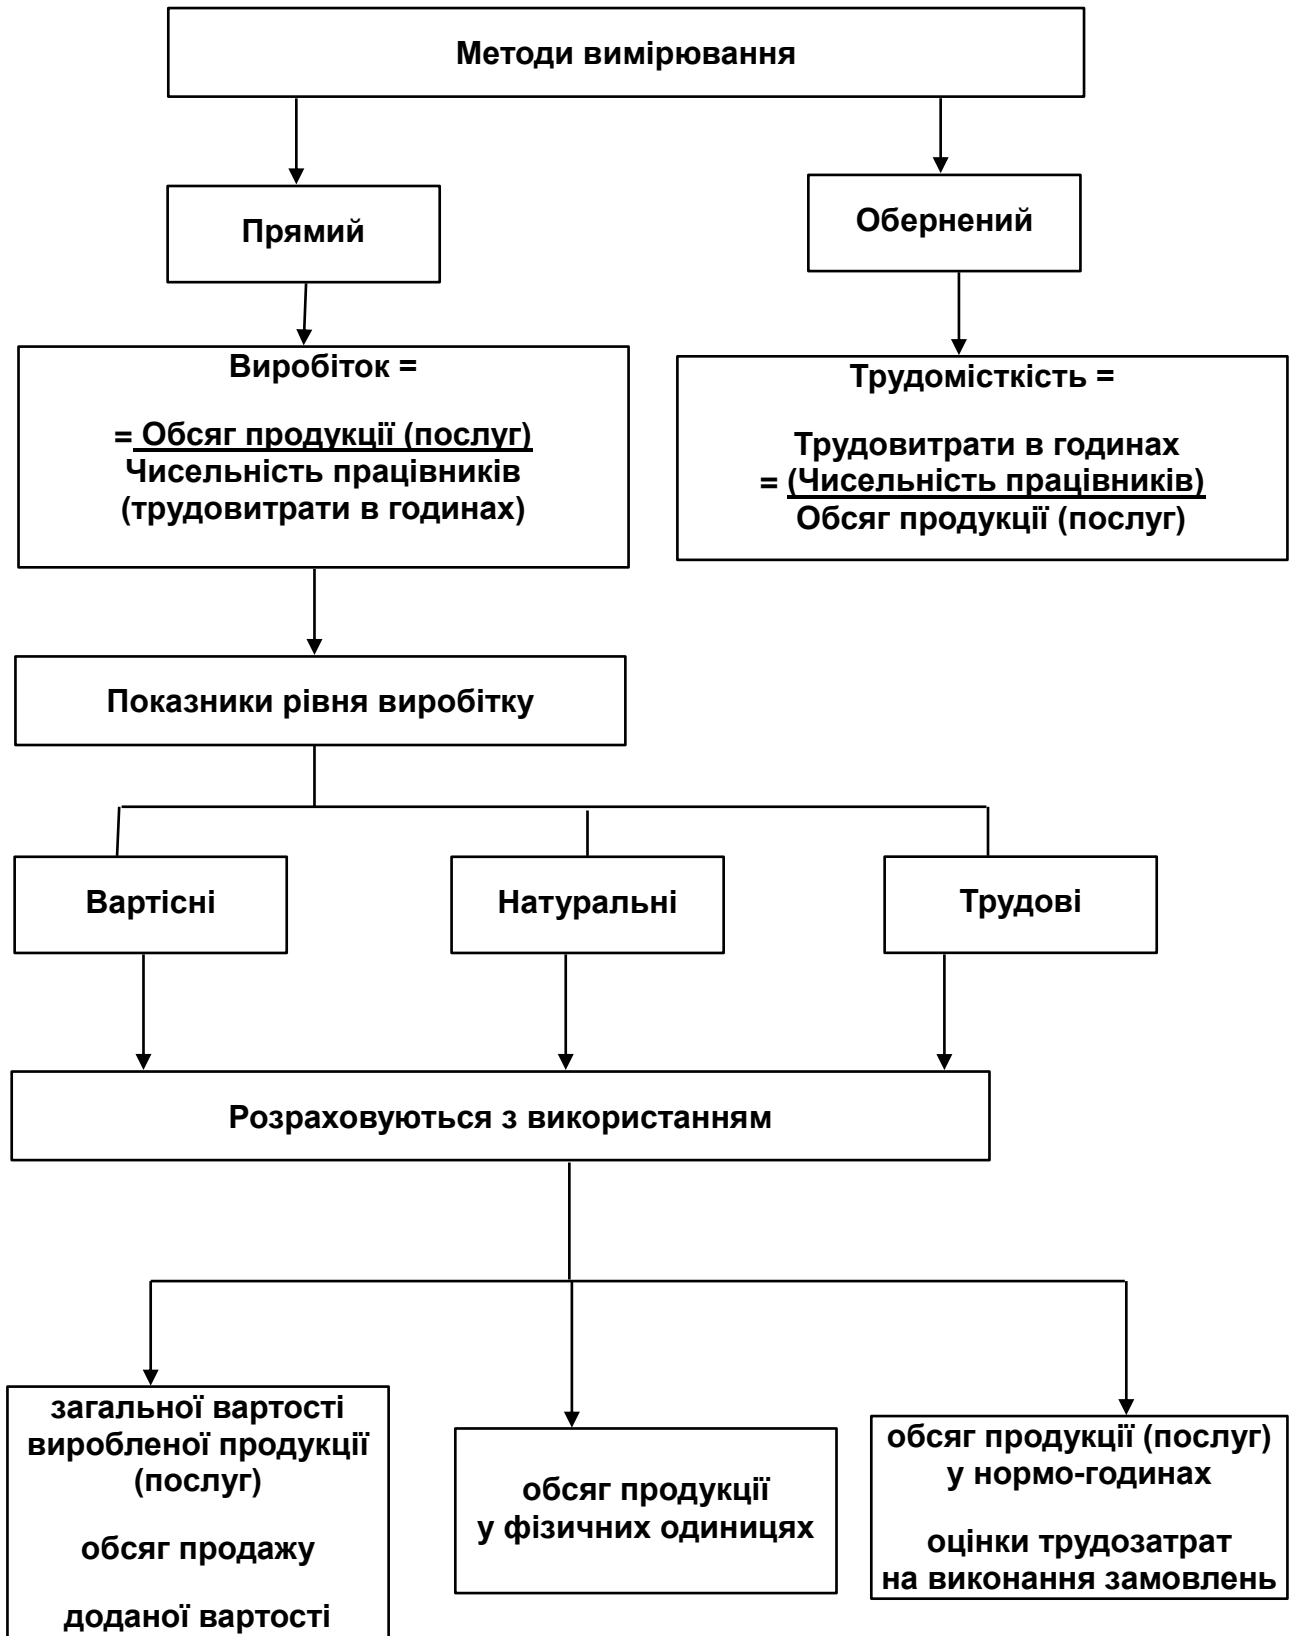 Методи вимірювання
Прямий
Обернений
Виробіток =
= Обсяг продукції (послуг)
Чисельність працівників
(трудовитрати в годинах)
Трудомісткість =
Трудовитрати в годинах
= (Чисельність працівників)
Обсяг продукції (послуг)
Показники рівня виробітку
Вартісні
Натуральні
Трудові
Розраховуються з використанням
загальної вартості
виробленої продукції
(послуг)
обсяг продажу
доданої вартості
обсяг продукції
у фізичних одиницях
обсяг продукції (послуг)
у нормо-годинах
оцінки трудозатрат
на виконання замовлень